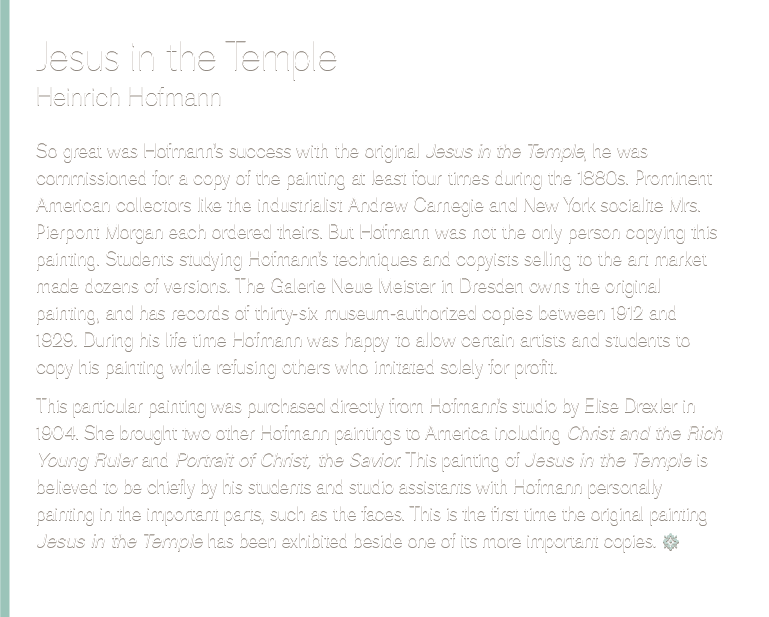 Jesus in the Temple
Heinrich Hofmann
So great was Hofmann's success with the original Jesus in the Temple, he was
commissioned for a copy of the painting at least four times during the 1880s. Prominent
American collectors like the industrialist Andrew Carnegie and New York socialite Mrs.
Pierpont Morgan each ordered theirs. But Hofmann was not the only person copying this
painting. Students studying Hofmann's techniques and copyists selling to the art market
made dozens of versions. The Galerie Neue Meister in Dresden owns the original
painting, and has records of thirty-six museum-authorized copies between 1912 and
1929. During his life time Hofmann was happy to allow certain artists and students to
copy his painting while refusing others who imitated solely for profit.
This particular painting was purchased directly from Hofmann's studio by Elise Drexler in
1904. She brought two other Hofmann paintings to America including Christ and the Rich
Young Ruler and Portrait of Christ, the Savior. This painting of Jesus in the Temple is
believed to be chiefly by his students and studio assistants with Hofmann personally
painting in the important parts, such as the faces. This is the first time the original painting
Jesus in the Temple has been exhibited beside one of its more important copies.